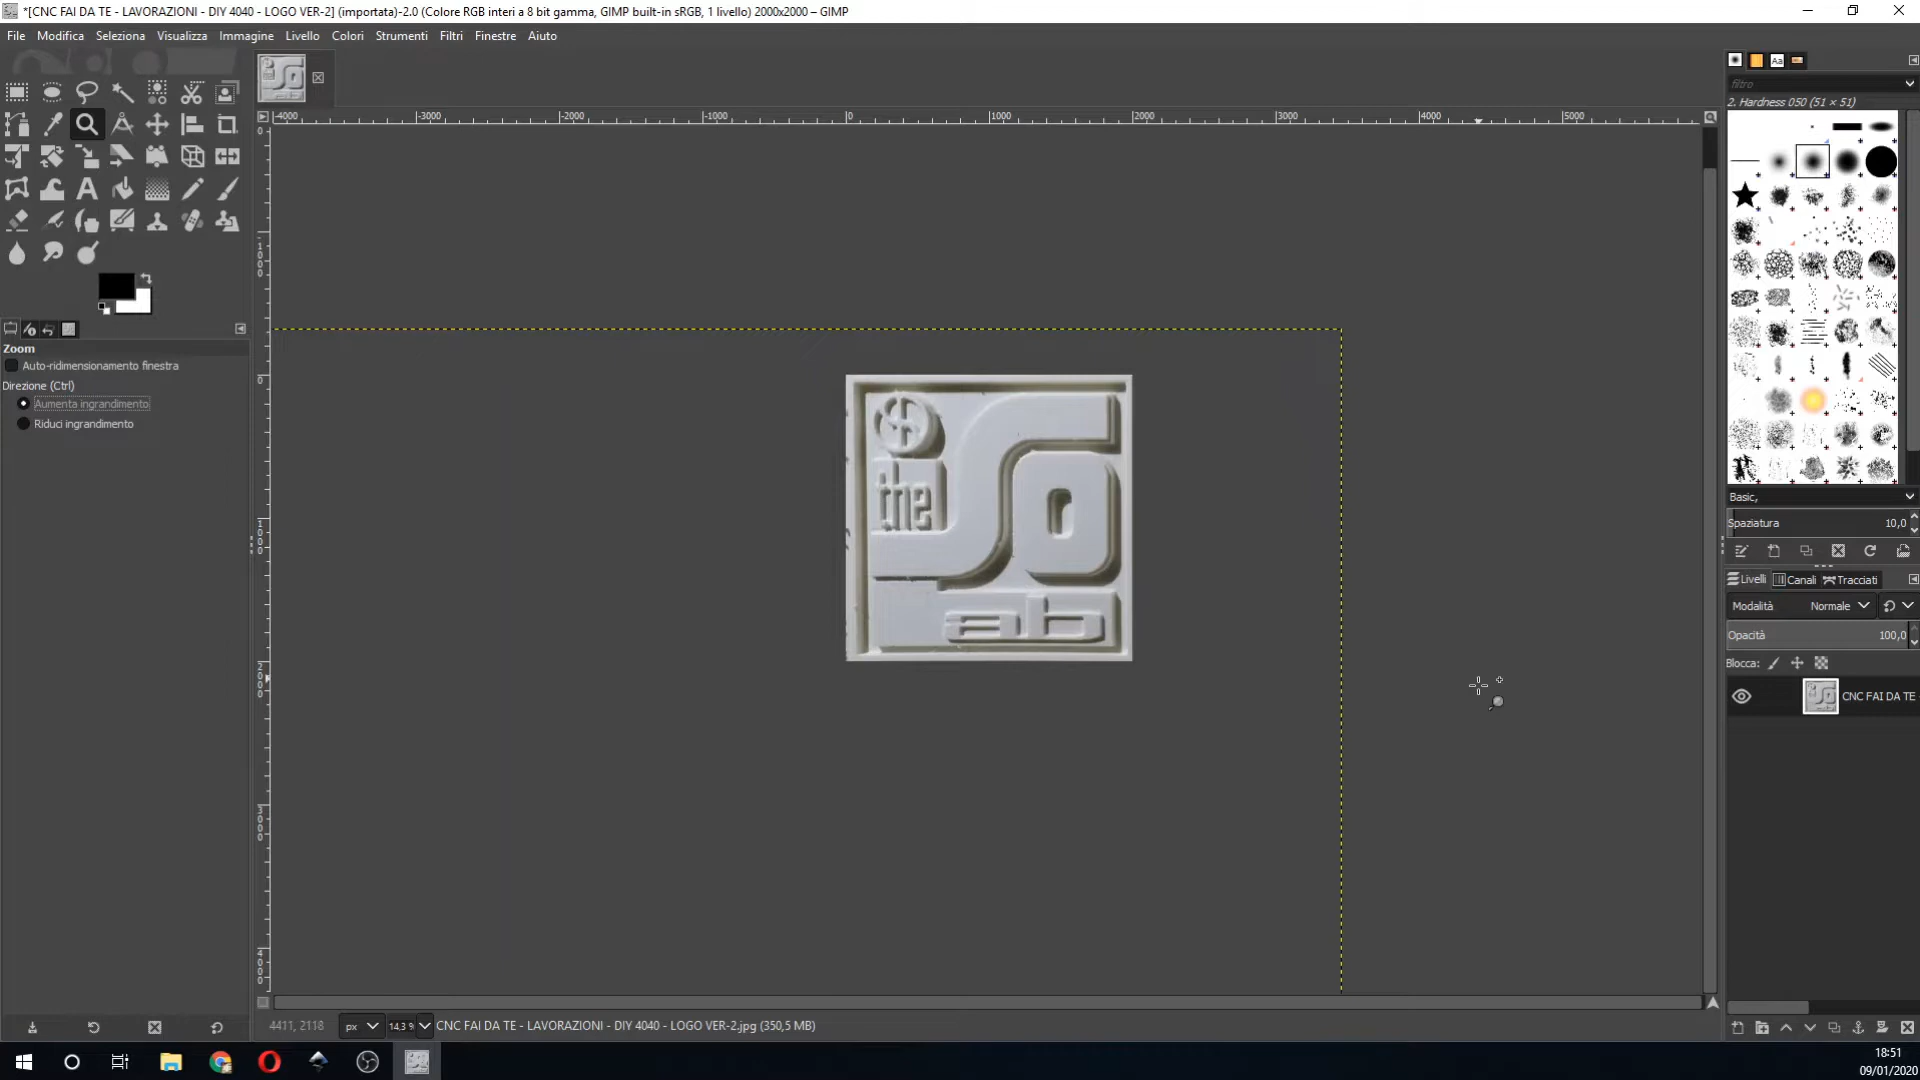 *[CNC FAI DA TE - LAVORAZIONI - DIY 4040 - LOGO VER-2] (importata)-2.0 (Colore RGB interi a 8 bit gamma, GIMP built-in sRGB, 1 livello) 2000x2000 – GIMP
File Modifica Seleziona Visualizza Immagine Livello Colori Strumenti Filtri Finestre Aiuto
filtro
2. Hardness 050 (51 × 51)
-4000 -3000 -2000 -1000 0 1000 2000 3000 4000 5000
Zoom
Auto-ridimensionamento finestra
Direzione (Ctrl)
Aumenta ingrandimento
Riduci ingrandimento
the
So
ab
Basic,
Spaziatura 10,0
Livelli Canali Tracciati
Modalità Normale
Opacità 100,0
Blocca:
CNC FAI DA TE -
4411, 2118 px 14,3 % CNC FAI DA TE - LAVORAZIONI - DIY 4040 - LOGO VER-2.jpg (350,5 MB)
18:51
09/01/2020